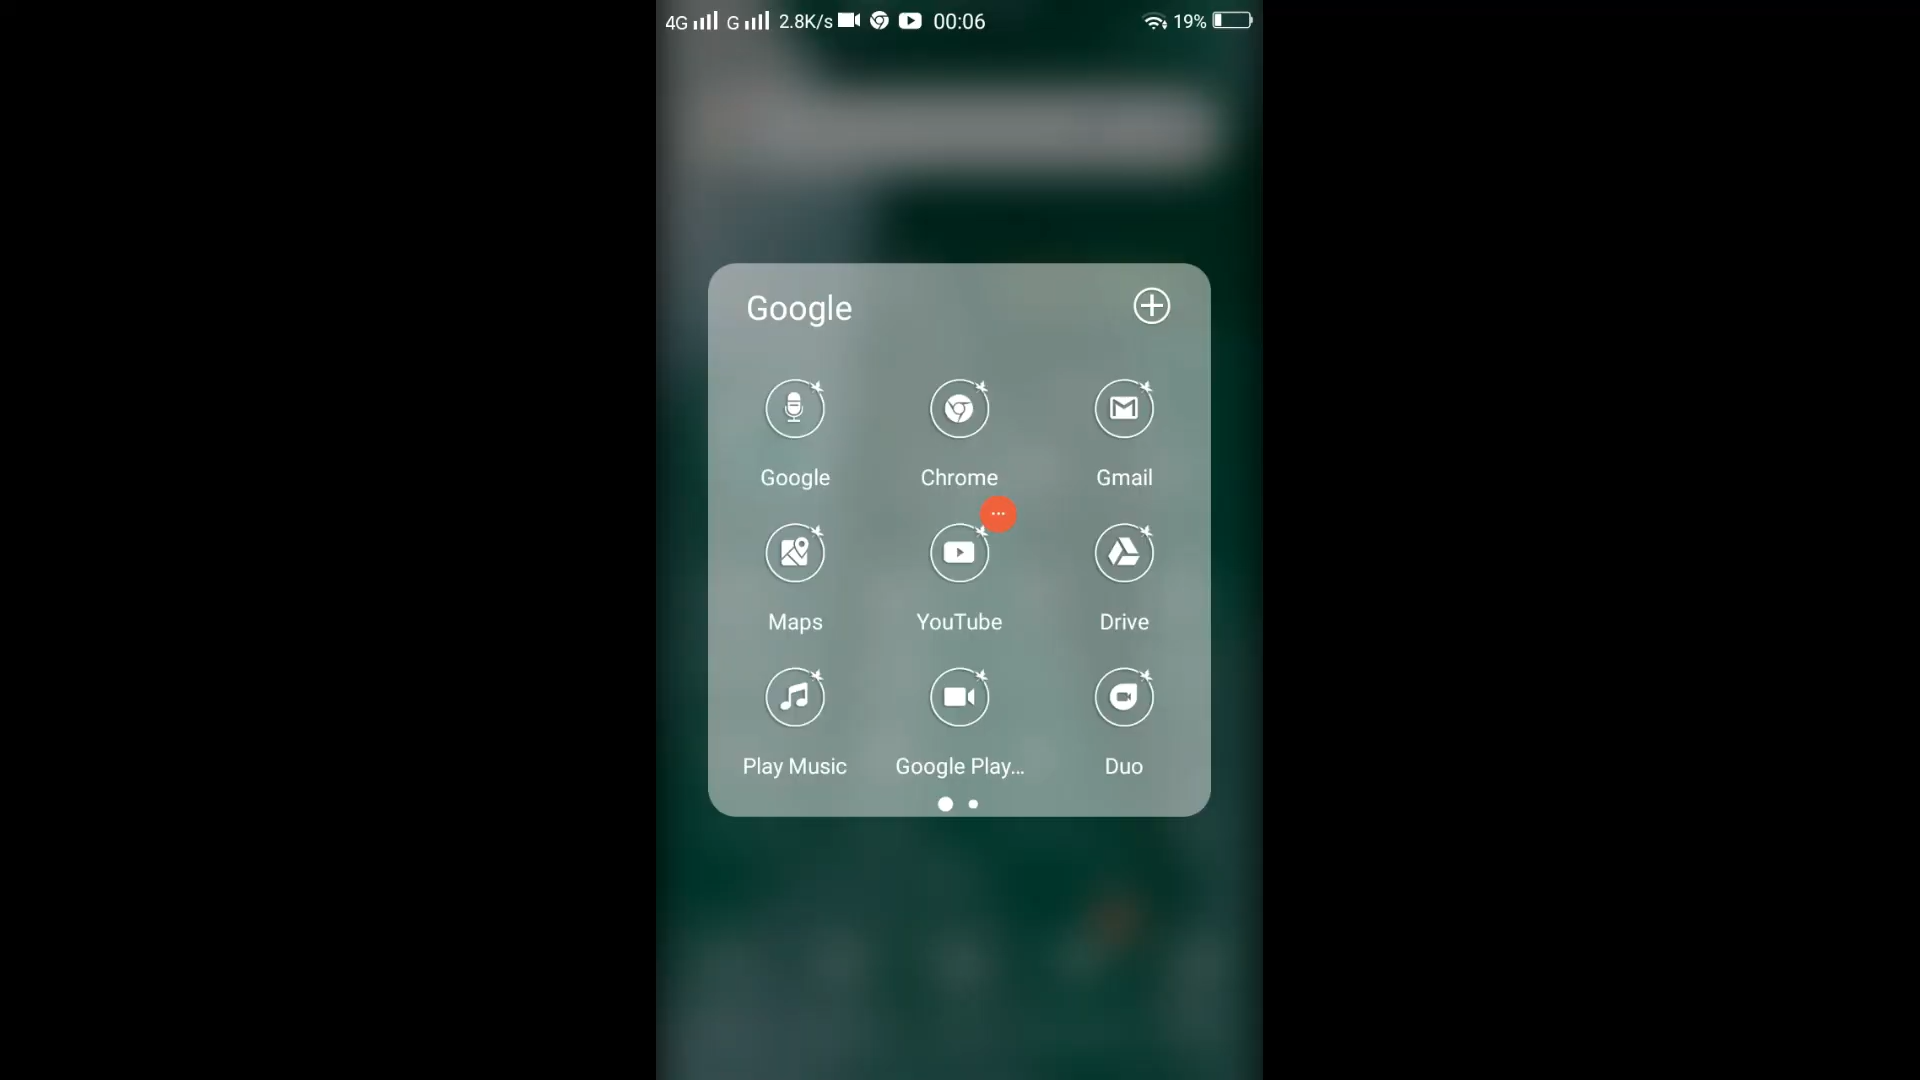 4G G 2.8K/s 00:06 19%
Google
Google Chrome Gmail
Maps YouTube Drive
Play Music Google Play... Duo